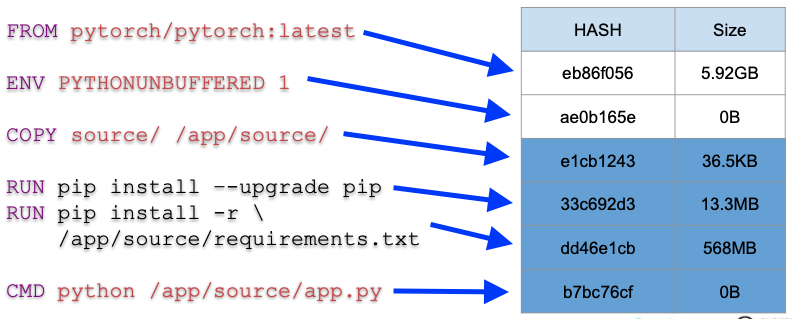 FROM pytorch/pytorch:latest
ENV PYTHONUNBUFFERED 1
COPY source/ /app/source/
RUN pip install --upgrade pip
RUN pip install -r \
/app/source/requirements.txt
CMD python /app/source/app.py
HASH Size
eb86f056 5.92GB
ae0b165e 0B
e1cb1243 36.5KB
33c692d3 13.3MB
dd46e1cb 568MB
b7bc76cf 0B